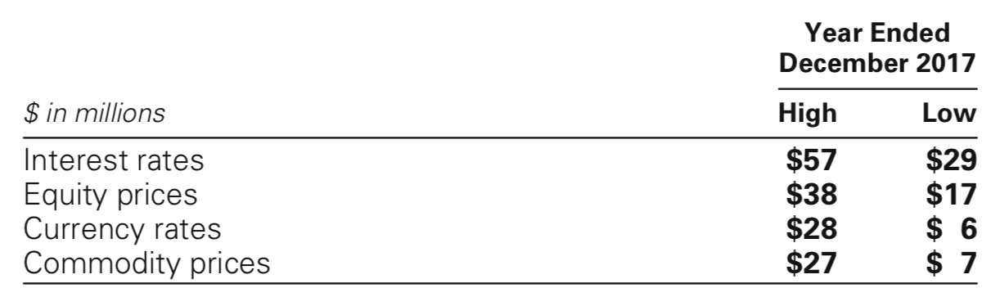 Year Ended
December 2017
$ in millions High Low
Interest rates $57 $29
Equity prices $38 $17
Currency rates $28 $ 6
Commodity prices $27 $ 7